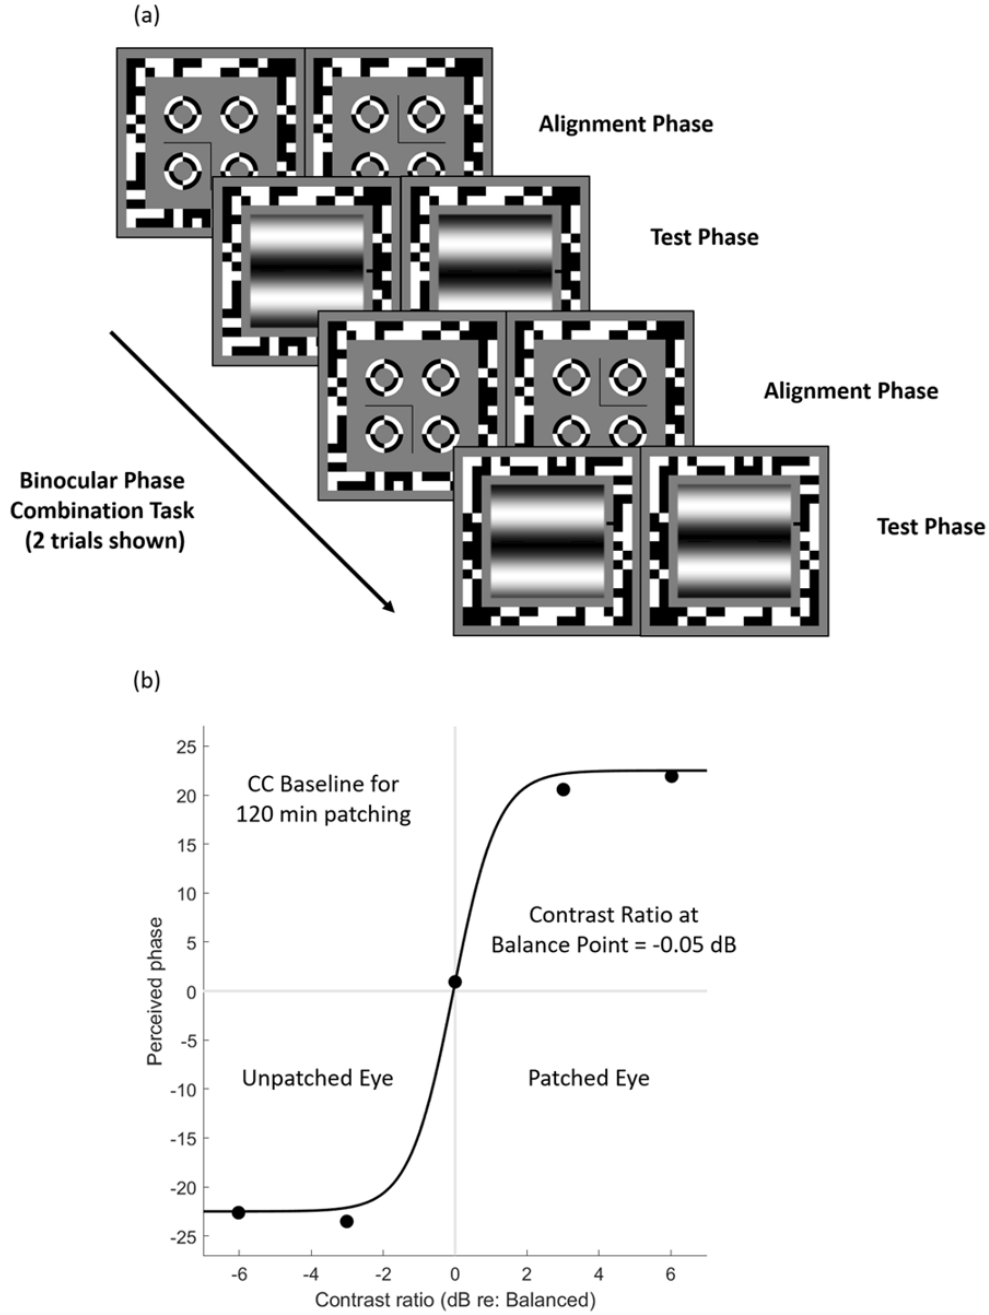 (a)
Alignment Phase
Test Phase
Alignment Phase
Binocular Phase
Combination Task
(2 trials shown)
Test Phase
(b)
25
20
15
10
5
0
-5
-10
-15
-20
-25
Perceived phase
CC Baseline for
120 min patching
Contrast Ratio at
Balance Point = -0.05 dB
Unpatched Eye
Patched Eye
-6
-4
-2
0
2
4
6
Contrast ratio (dB re: Balanced)